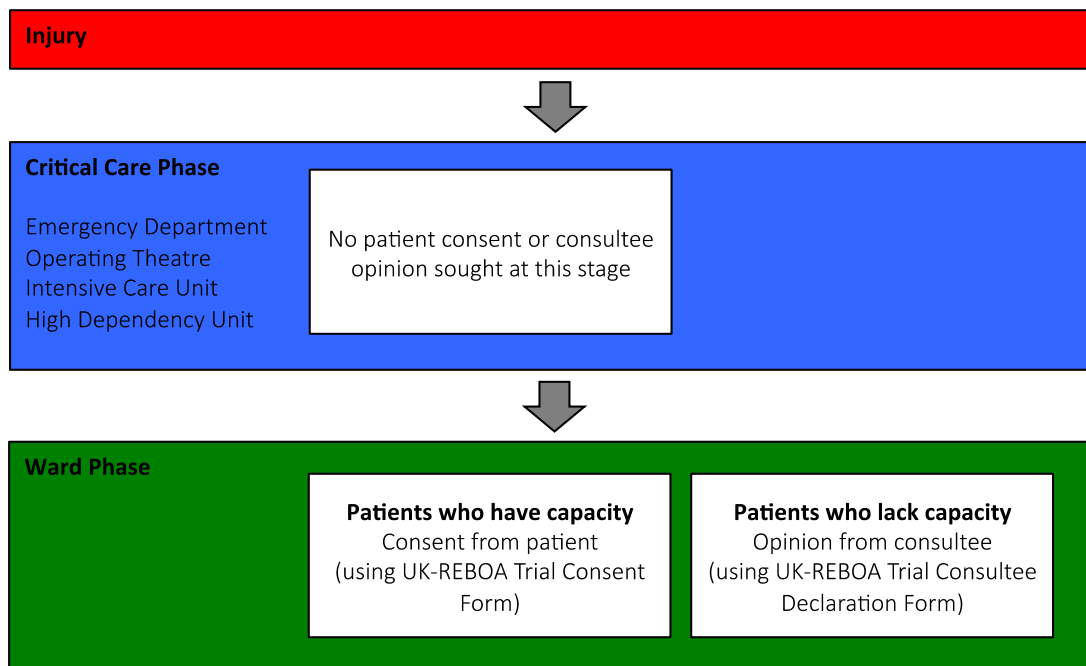 Injury
Critical Care Phase
Emergency Department
Operating Theatre
Intensive Care Unit
High Dependency Unit
No patient consent or consultee
opinion sought at this stage
Ward Phase
Patients who have capacity
Consent from patient
(using UK-REBOA Trial Consent
Form)
Patients who lack capacity
Opinion from consultee
(using UK-REBOA Trial Consultee
Declaration Form)